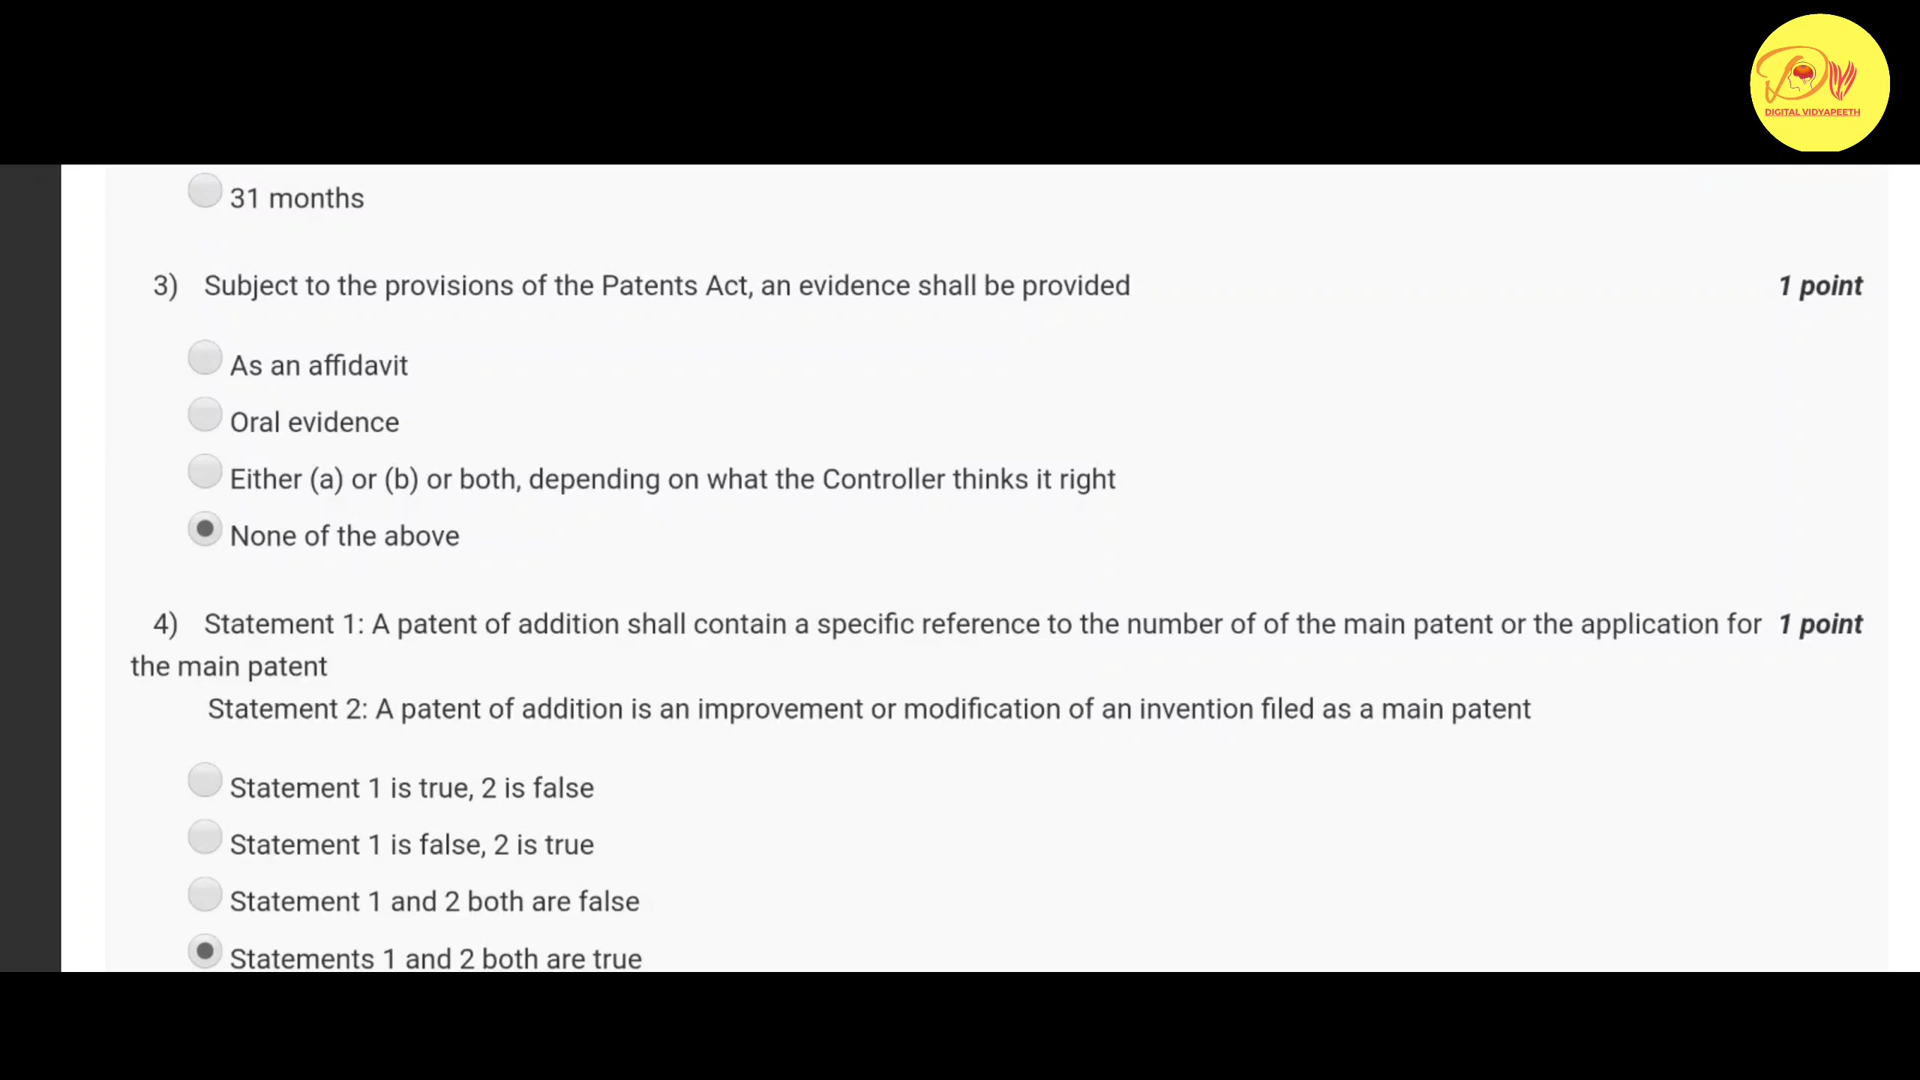 DIGITAL VIDYAPEETH
31 months
3) Subject to the provisions of the Patents Act, an evidence shall be provided 1 point
As an affidavit
Oral evidence
Either (a) or (b) or both, depending on what the Controller thinks it right
None of the above
4) Statement 1: A patent of addition shall contain a specific reference to the number of of the main patent or the application for 1 point
the main patent
Statement 2: A patent of addition is an improvement or modification of an invention filed as a main patent
Statement 1 is true, 2 is false
Statement 1 is false, 2 is true
Statement 1 and 2 both are false
Statements 1 and 2 both are true